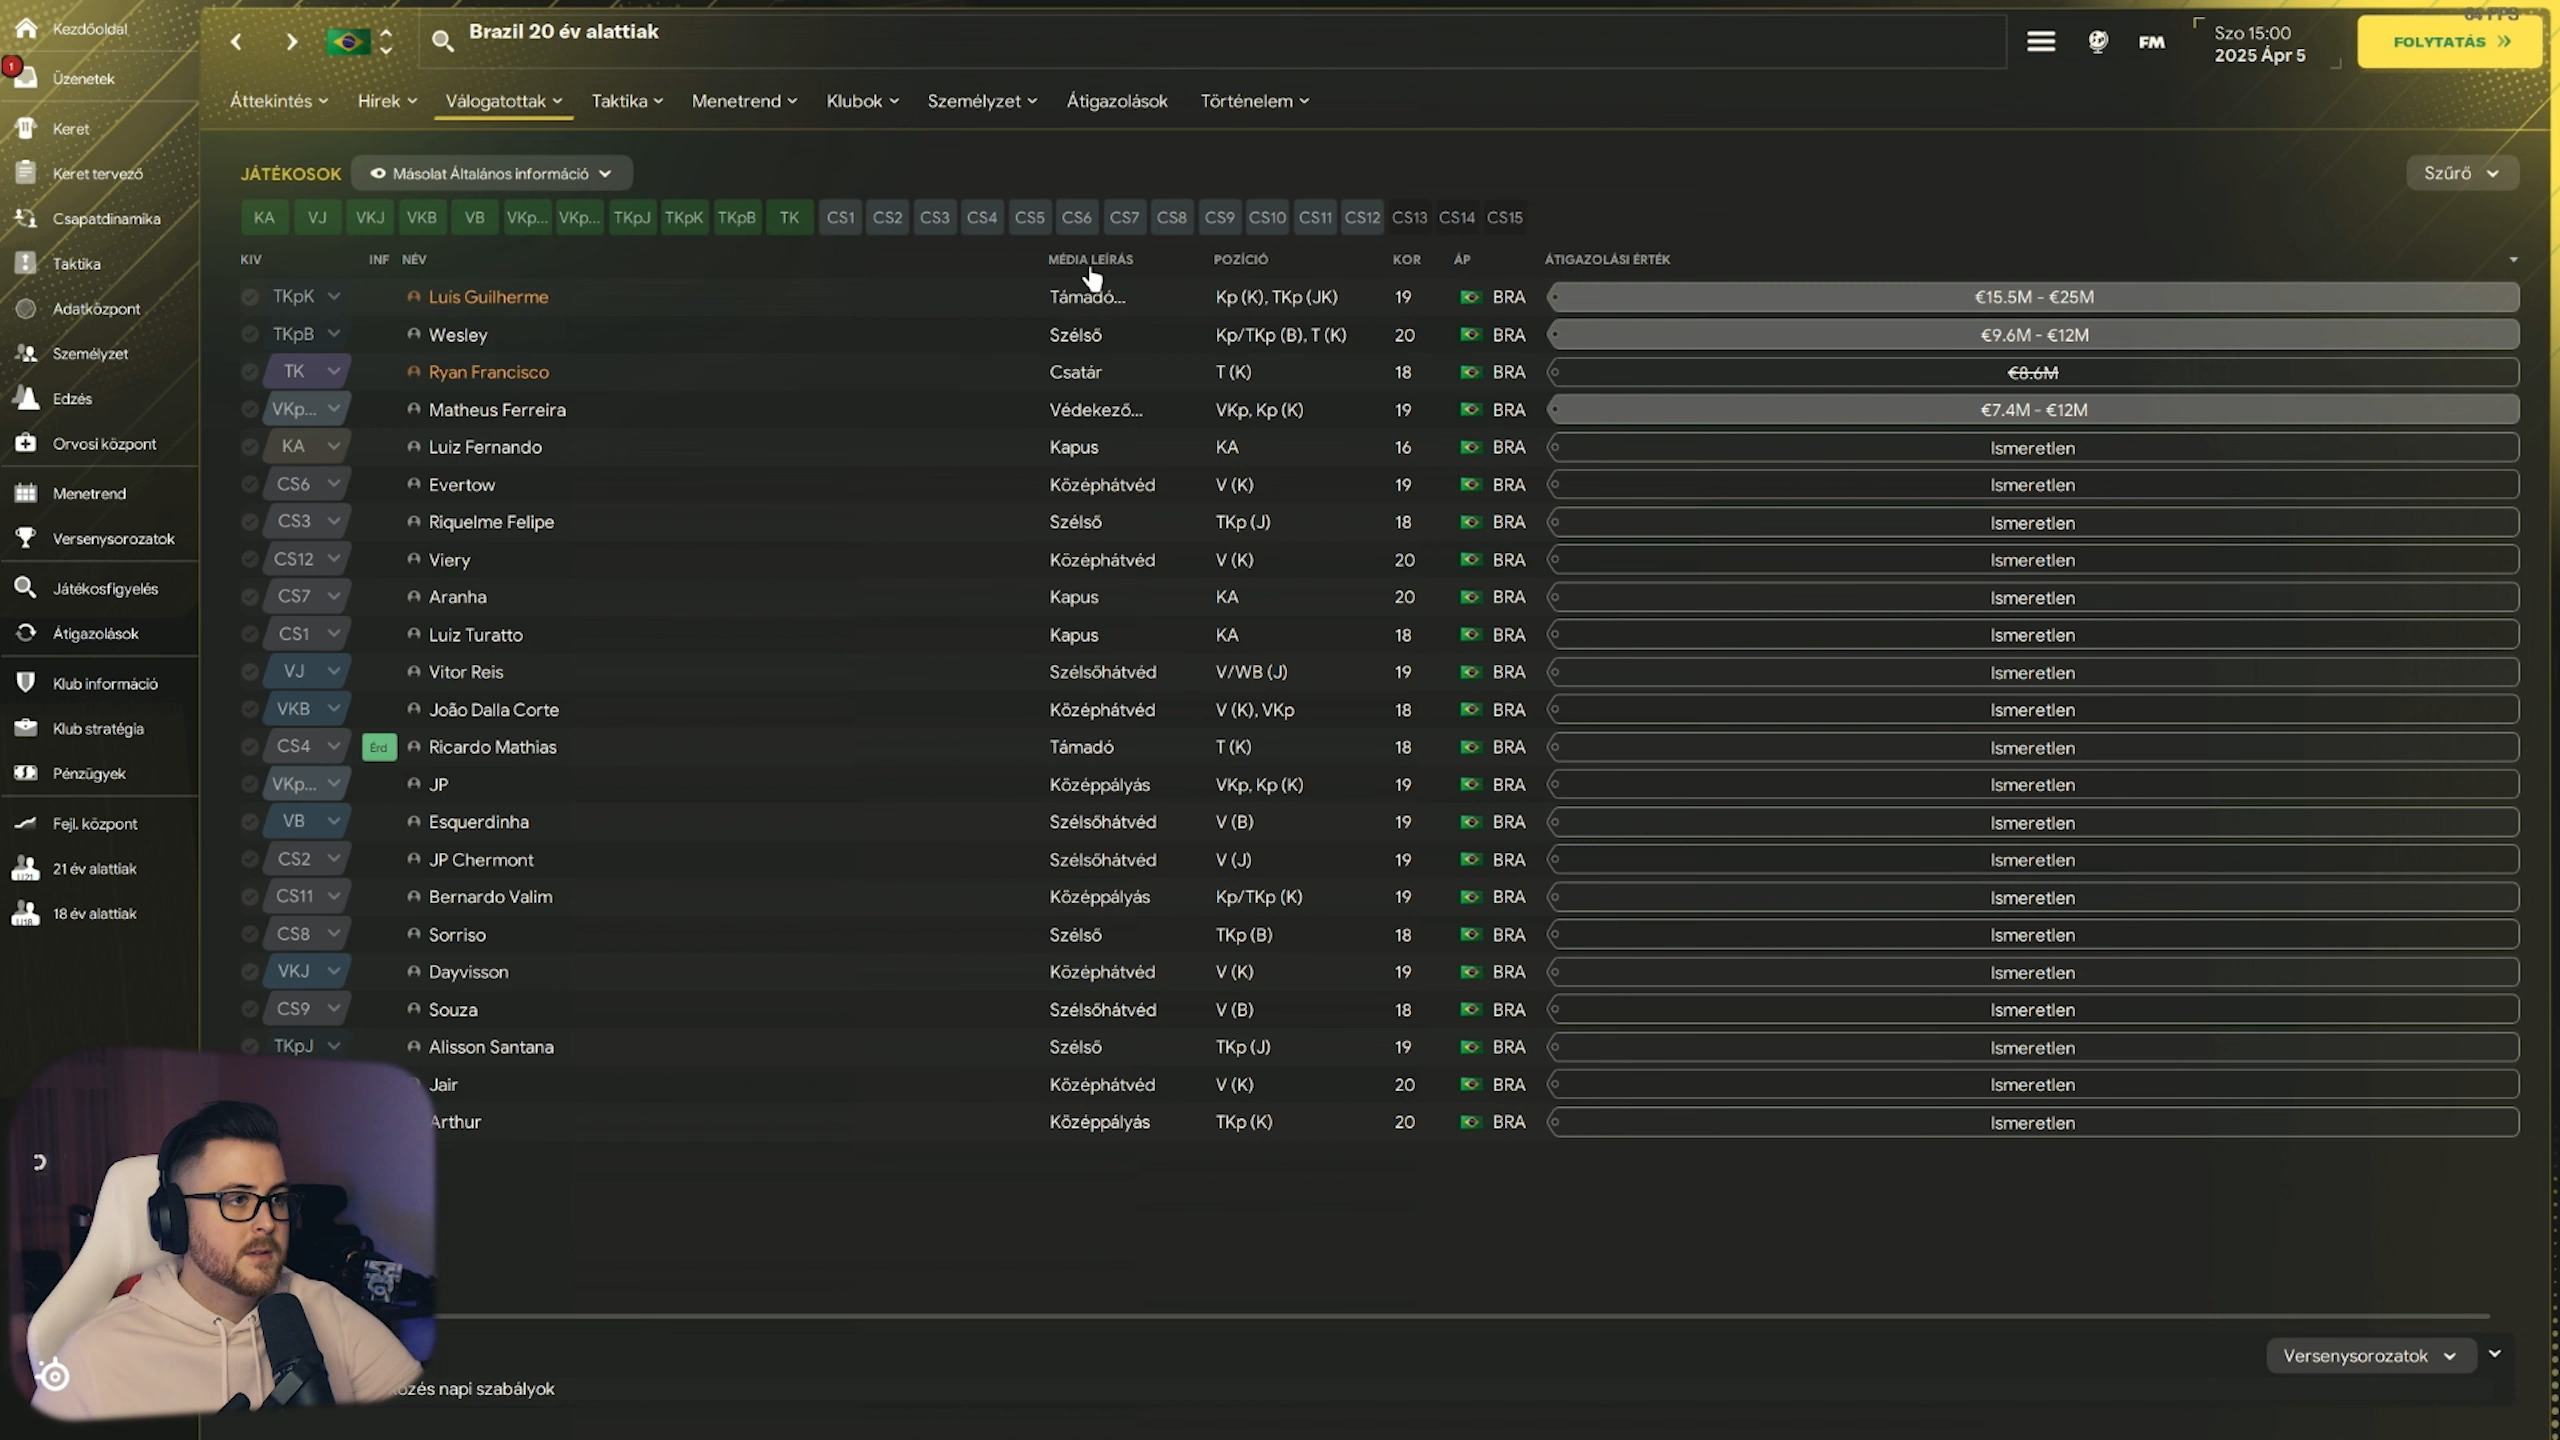 Kezdőoldal
1
Üzenetek
Keret
Keret tervező
Csapatdinamika
Taktika
Adatközpont
Személyzet
Edzés
Orvosi központ
Menetrend
Versenysorozatok
Játékosfigyelés
Átigazolások
Klub információ
Klub stratégia
Pénzügyek
Fejl. központ
U21
21 év alattiak
U18
18 év alattiak
Brazil 20 év alattiak
FM
Szo 15:00
2025 Ápr 5
FOLYTATÁS
64 FPS
Áttekintés Hírek Válogatottak Taktika Menetrend Klubok Személyzet Átigazolások Történelem
JÁTÉKOSOK Másolat Általános információ Szűrő
KA VJ VKJ VKB VB VKp... VKp... TKpJ TKpK TKpB TK CS1 CS2 CS3 CS4 CS5 CS6 CS7 CS8 CS9 CS10 CS11 CS12 CS13 CS14 CS15
KIV INF NÉV MÉDIA LEÍRÁS POZÍCIÓ KOR ÁP ÁTIGAZOLÁSI ÉRTÉK
TKpK Luis Guilherme Támadó... Kp (K), TKp (JK) 19 BRA €15.5M - €25M
TKpB Wesley Szélső Kp/TKp (B), T (K) 20 BRA €9.6M - €12M
TK Ryan Francisco Csatár T (K) 18 BRA €8.6M
VKp... Matheus Ferreira Védekező... VKp, Kp (K) 19 BRA €7.4M - €12M
KA Luiz Fernando Kapus KA 16 BRA Ismeretlen
CS6 Evertow Középhátvéd V (K) 19 BRA Ismeretlen
CS3 Riquelme Felipe Szélső TKp (J) 18 BRA Ismeretlen
CS12 Viery Középhátvéd V (K) 20 BRA Ismeretlen
CS7 Aranha Kapus KA 20 BRA Ismeretlen
CS1 Luiz Turatto Kapus KA 18 BRA Ismeretlen
VJ Vitor Reis Szélsőhátvéd V/WB (J) 19 BRA Ismeretlen
VKB João Dalla Corte Középhátvéd V (K), VKp 18 BRA Ismeretlen
CS4 Érd Ricardo Mathias Támadó T (K) 18 BRA Ismeretlen
VKp... JP Középpályás VKp, Kp (K) 19 BRA Ismeretlen
VB Esquerdinha Szélsőhátvéd V (B) 19 BRA Ismeretlen
CS2 JP Chermont Szélsőhátvéd V (J) 19 BRA Ismeretlen
CS11 Bernardo Valim Középpályás Kp/TKp (K) 19 BRA Ismeretlen
CS8 Sorriso Szélső TKp (B) 18 BRA Ismeretlen
VKJ Dayvisson Középhátvéd V (K) 19 BRA Ismeretlen
CS9 Souza Szélsőhátvéd V (B) 18 BRA Ismeretlen
TKpJ Alisson Santana Szélső TKp (J) 19 BRA Ismeretlen
Jair Középhátvéd V (K) 20 BRA Ismeretlen
Arthur Középpályás TKp (K) 20 BRA Ismeretlen
Versenysorozatok
napi szabályok